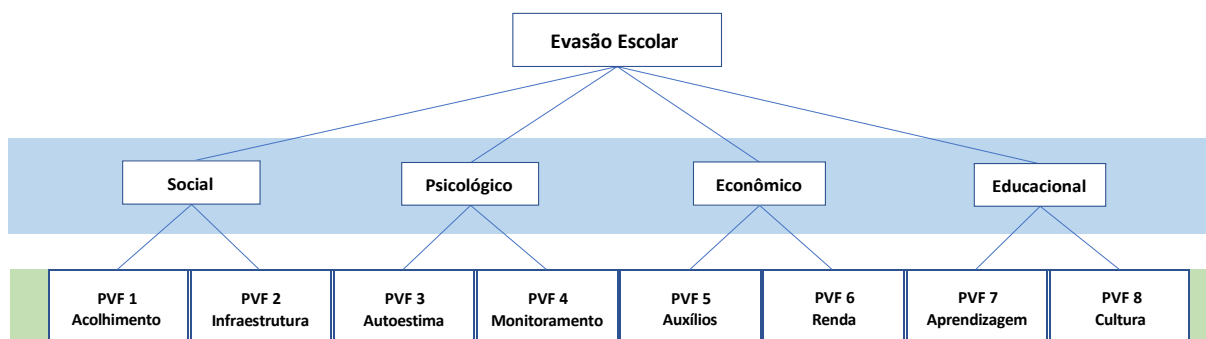 Evasão Escolar
Social
Psicológico
Econômico
Educacional
PVF 1
Acolhimento
PVF 2
Infraestrutura
PVF 3
Autoestima
PVF 4
Monitoramento
PVF 5
Auxílios
PVF 6
Renda
PVF 7
Aprendizagem
PVF 8
Cultura